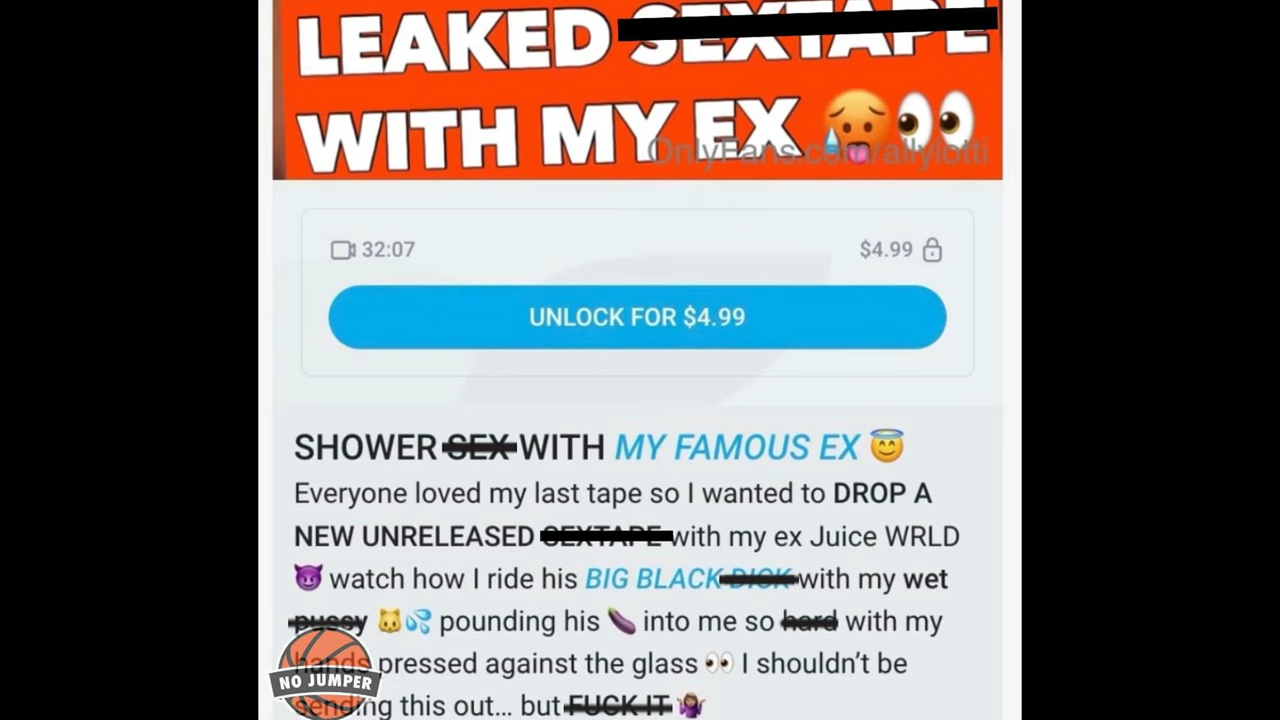 LEAKED SEXTAPE
WITH MY EX 🥵👀
OnlyFans.com/allylotti
32:07
$4.99
UNLOCK FOR $4.99
SHOWER SEX WITH MY FAMOUS EX 😇
Everyone loved my last tape so I wanted to DROP A
NEW UNRELEASED SEXTAPE with my ex Juice WRLD
😈 watch how I ride his BIG BLACK DICK with my wet
pussy 🐱💦 pounding his 🍆 into me so hard with my
hands pressed against the glass 👀 I shouldn't be
sending this out... but FUCK IT 🤷🏽‍♀️
NO JUMPER